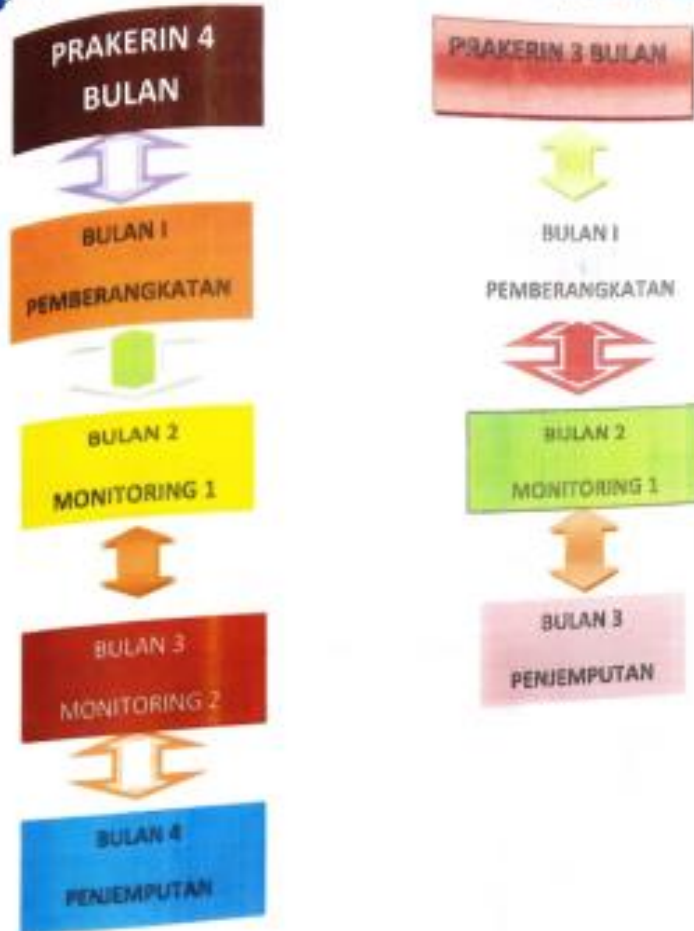 PRAKERIN 4
BULAN
BULAN I
PEMBERANGKATAN
BULAN 2
MONITORING 1
BULAN 3
MONITORING 2
BULAN 4
PENJEMPUTAN
PRAKERIN 3 BULAN
BULAN I
PEMBERANGKATAN
BULAN 2
MONITORING 1
BULAN 3
PENJEMPUTAN